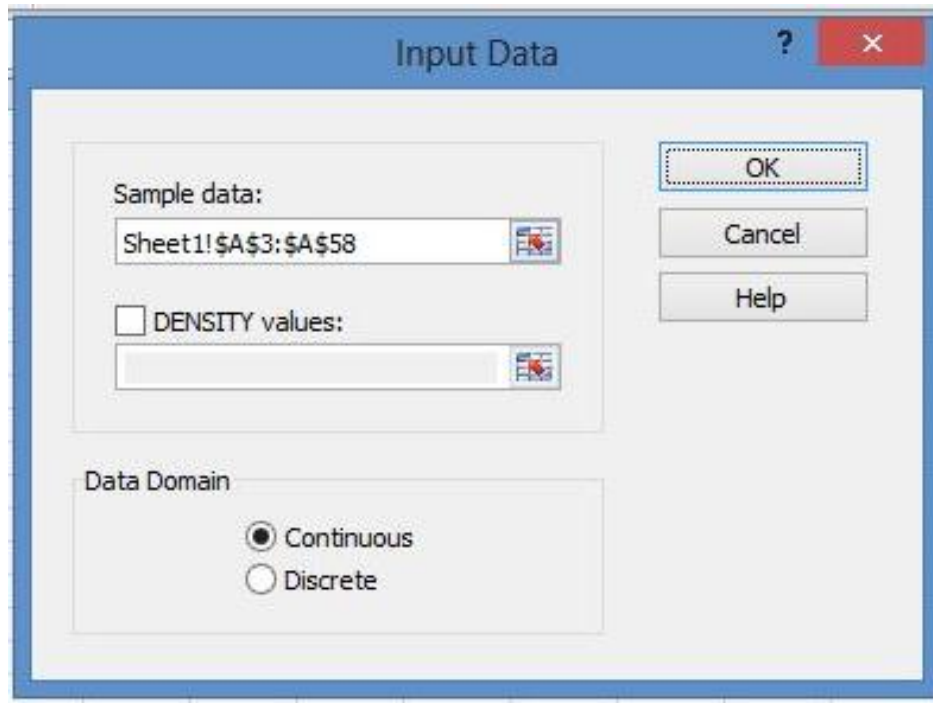 Input Data
?
Sample data:
Sheet1!$A$3:$A$58
DENSITY values:
OK
Cancel
Help
Data Domain
Continuous
Discrete